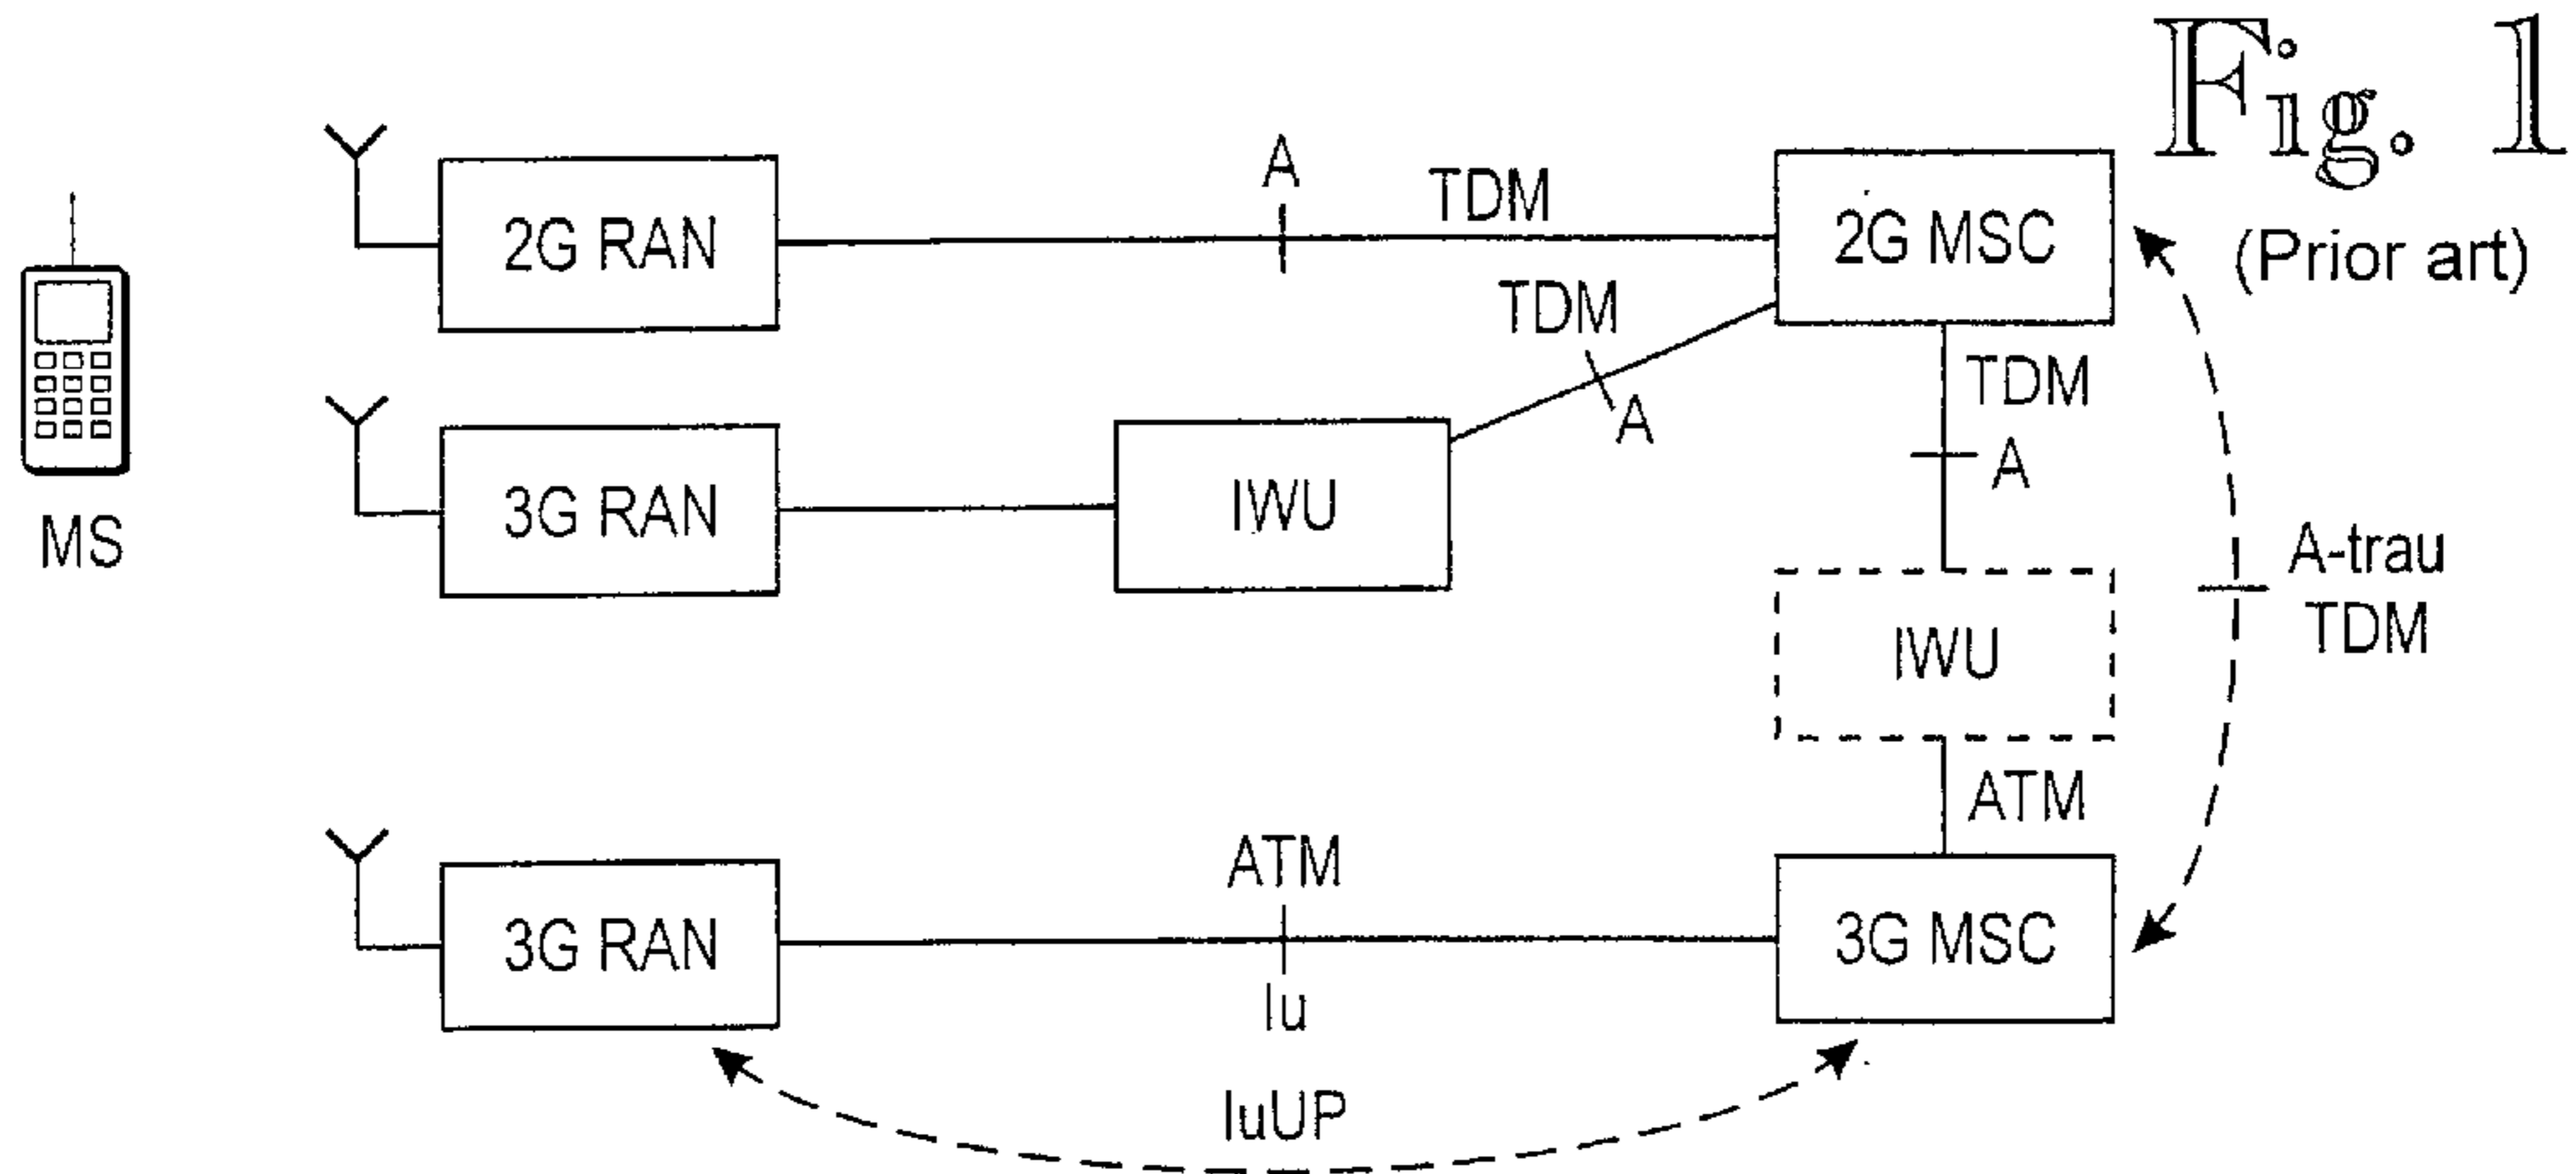 Fig. 1
(Prior art)
A
TDM
2G RAN
2G MSC
TDM
A
TDM
A
MS
3G RAN
IWU
A-trau
TDM
IWU
ATM
ATM
3G RAN
3G MSC
Iu
IuUP